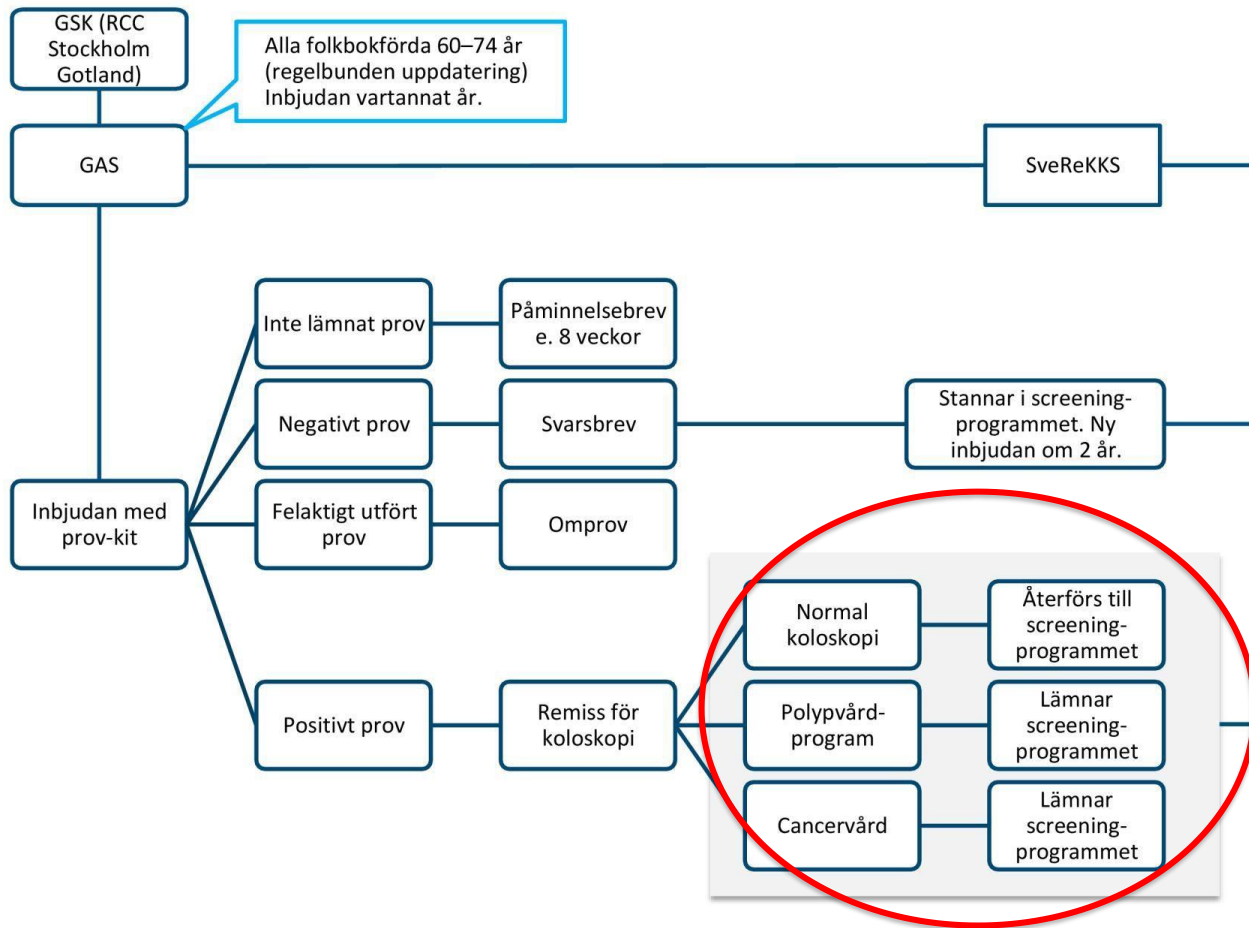 GSK (RCC
Stockholm
Gotland)
Alla folkbokförda 60–74 år
(regelbunden uppdatering)
Inbjudan vartannat år.
GAS
SveReKKS
Inte lämnat prov
Påminnelsebrev
e. 8 veckor
Negativt prov
Svarsbrev
Stannar i screening-
programmet. Ny
inbjudan om 2 år.
Inbjudan med
prov-kit
Felaktigt utfört
prov
Omprov
Normal
koloskopi
Återförs till
screening-
programmet
Positivt prov
Remiss för
koloskopi
Polypvård-
program
Lämnar
screening-
programmet
Cancervård
Lämnar
screening-
programmet